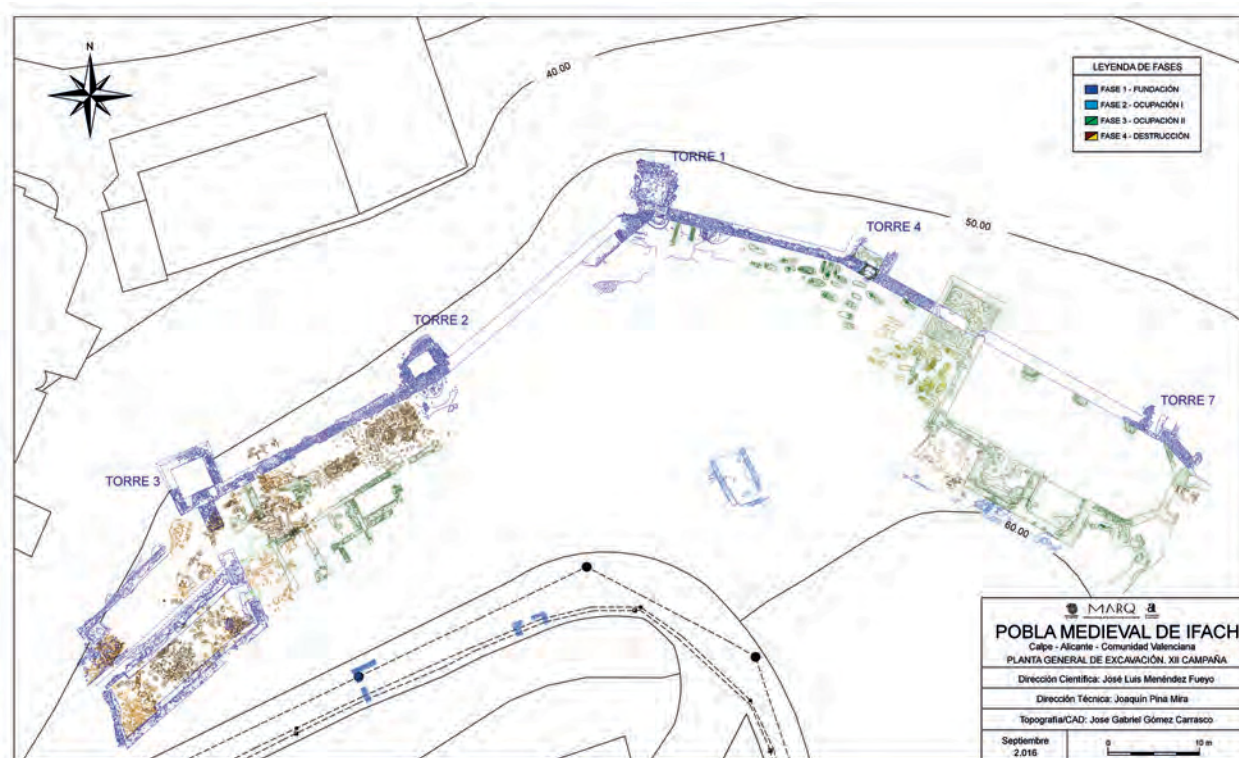 N
40.00
LEYENDA DE FASES
FASE 1 - FUNDACIÓN
FASE 2 - OCUPACIÓN I
FASE 3 - OCUPACIÓN II
FASE 4 - DESTRUCCIÓN
TORRE 1
TORRE 4
50.00
TORRE 2
TORRE 7
TORRE 3
60.00
MARQ a
POBLA MEDIEVAL DE IFACH
Calpe - Alicante - Comunidad Valenciana
PLANTA GENERAL DE EXCAVACIÓN. XII CAMPAÑA
Dirección Científica: José Luis Menéndez Fueyo
Dirección Técnica: Joaquín Pina Mira
Topografía/CAD: Jose Gabriel Gómez Carrasco
Septiembre
2.016
0 10 m